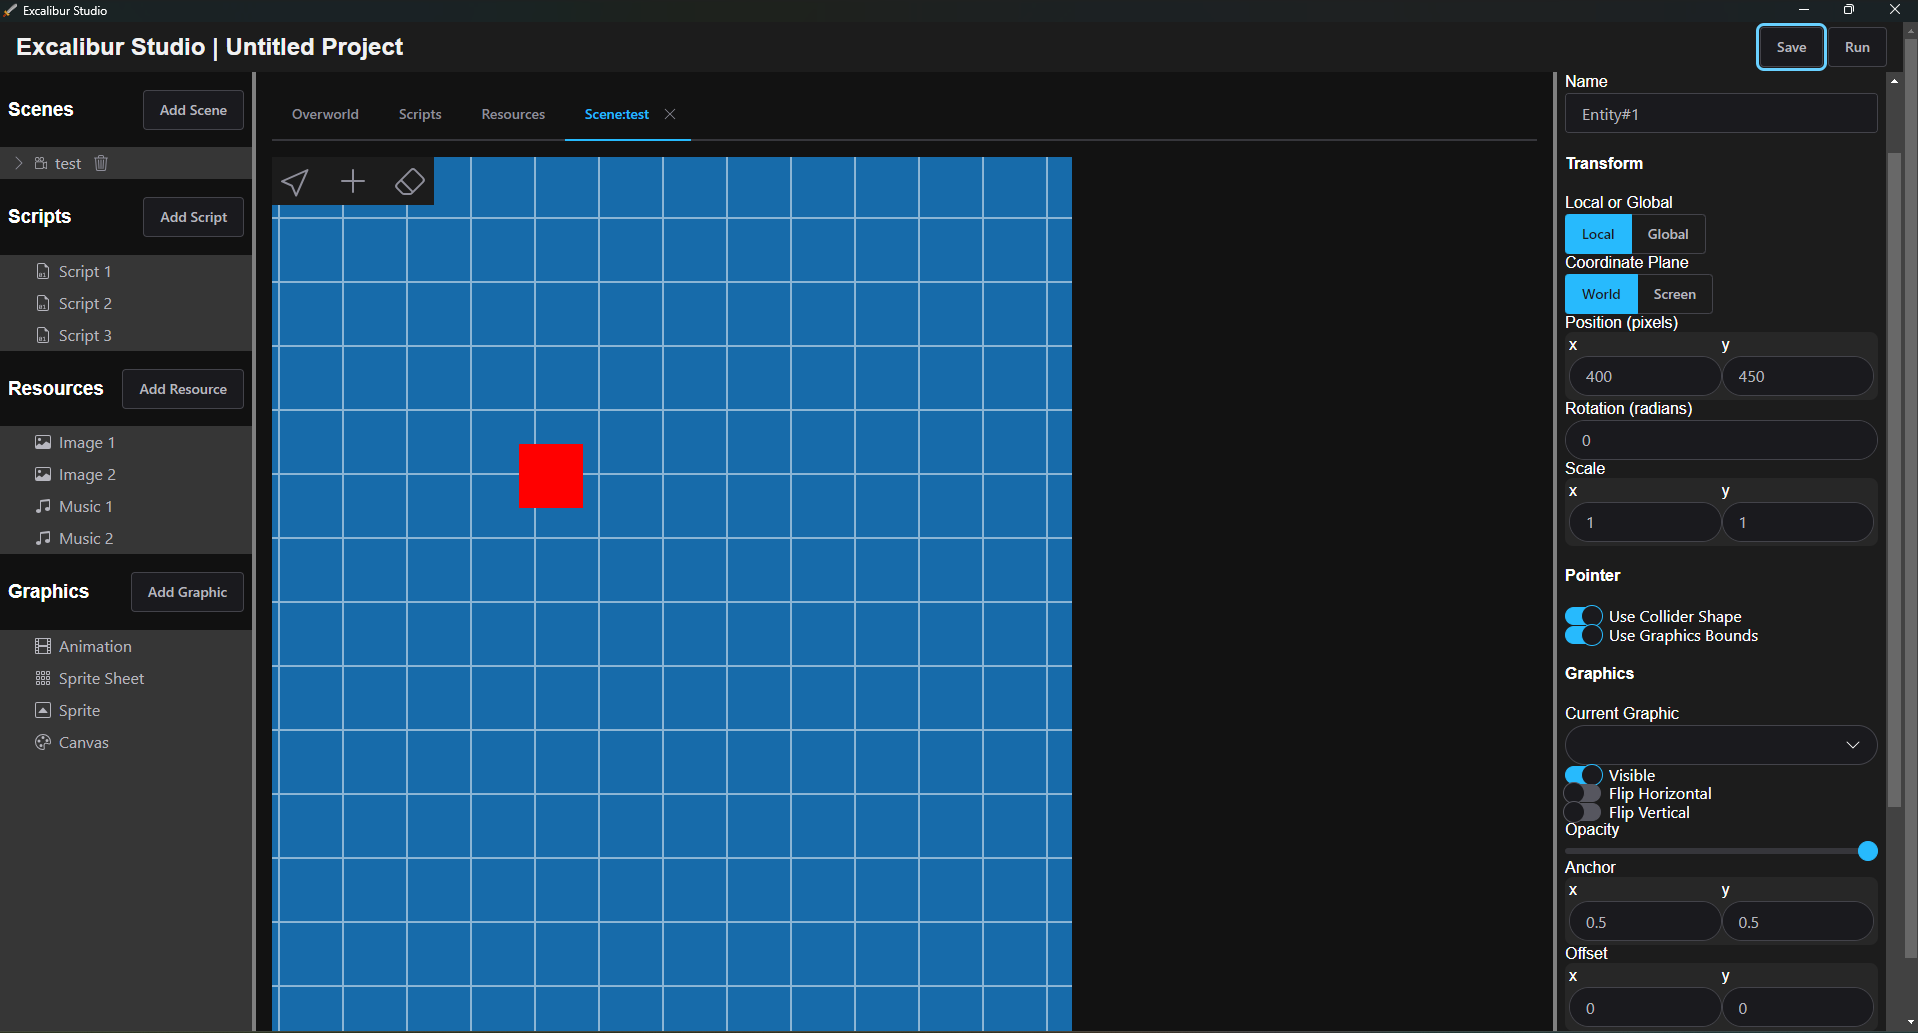 Excalibur Studio
Excalibur Studio | Untitled Project
Save
Run
Scenes
Add Scene
test
Scripts
Add Script
Script 1
Script 2
Script 3
Resources
Add Resource
Image 1
Image 2
Music 1
Music 2
Graphics
Add Graphic
Animation
Sprite Sheet
Sprite
Canvas
Overworld Scripts Resources Scene:test
Name
Entity#1
Transform
Local or Global
Local Global
Coordinate Plane
World Screen
Position (pixels)
x y
400 450
Rotation (radians)
0
Scale
x y
1 1
Pointer
Use Collider Shape
Use Graphics Bounds
Graphics
Current Graphic
Visible
Flip Horizontal
Flip Vertical
Opacity
Anchor
x y
0.5 0.5
Offset
x y
0 0